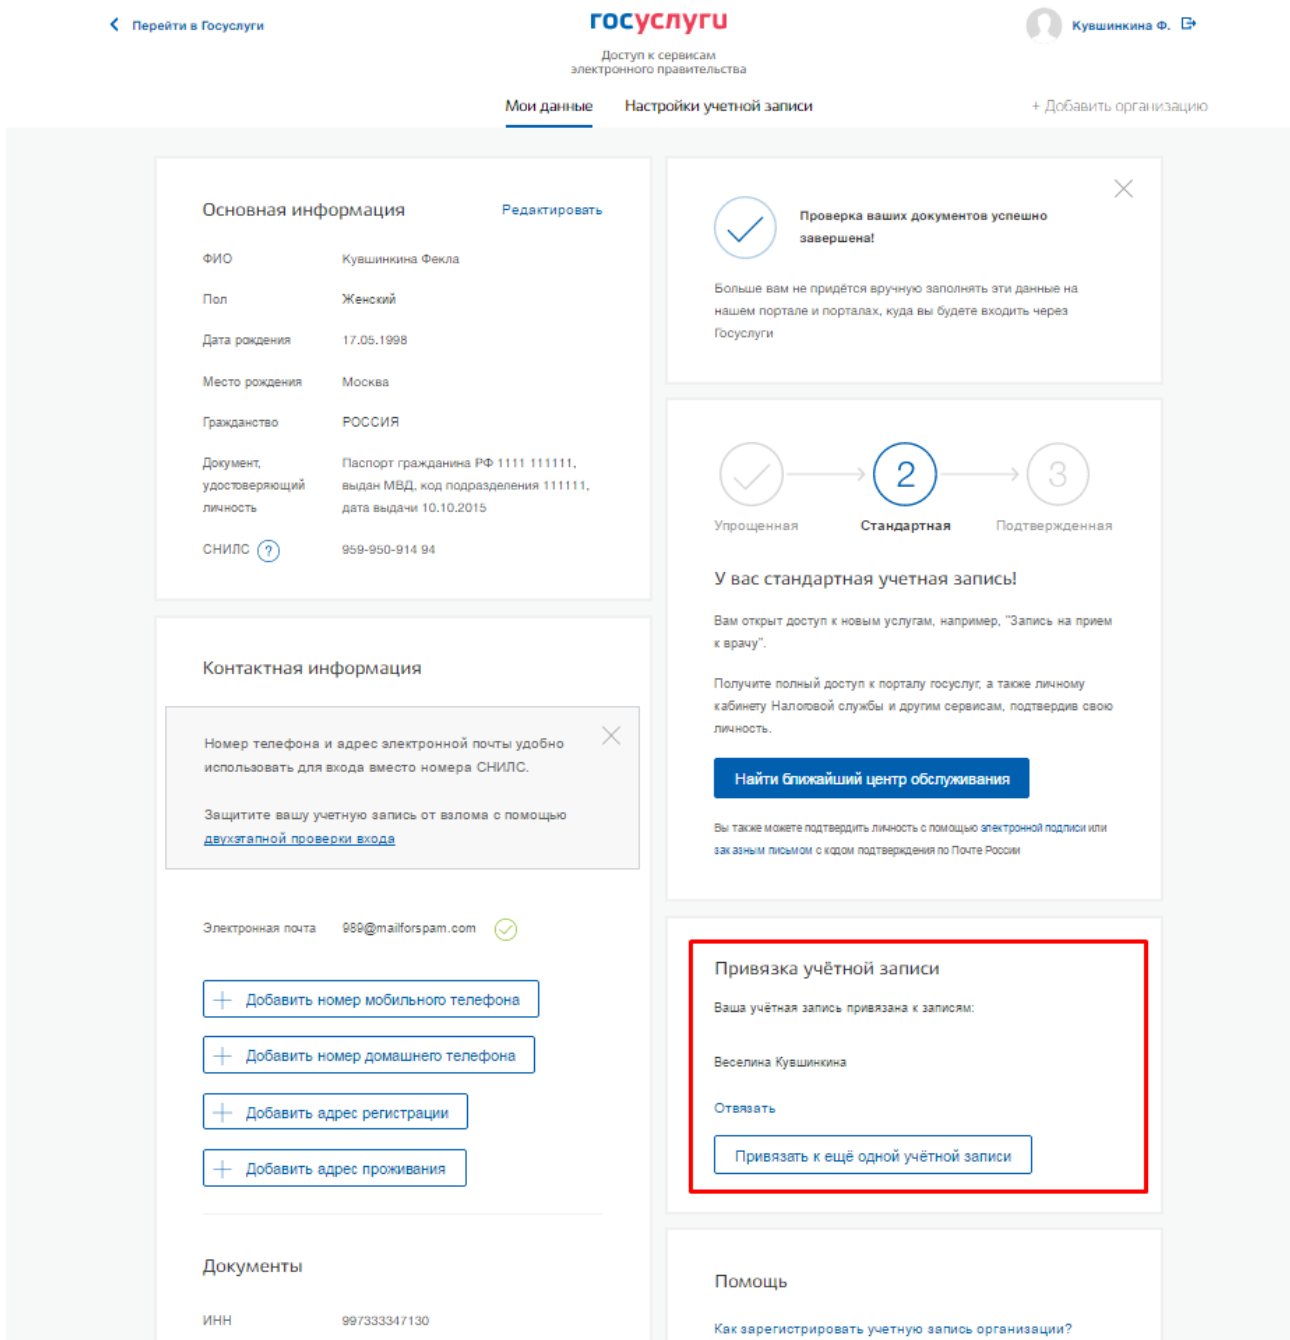 Перейти в Госуслуги
госуслуги
Доступ к сервисам
электронного правительства
Кувшинкина Ф.
Мои данные
Настройки учетной записи
+ Добавить организацию
Основная информация
Редактировать
ФИО Кувшинкина Фекла
Пол Женский
Дата рождения 17.05.1998
Место рождения Москва
Гражданство РОССИЯ
Документ, Паспорт гражданина РФ 1111 111111,
удостоверяющий выдан МВД, код подразделения 111111,
личность дата выдачи 10.10.2015
СНИЛС ? 959-950-914 94
Контактная информация
Номер телефона и адрес электронной почты удобно
использовать для входа вместо номера СНИЛС.
Защитите вашу учетную запись от взлома с помощью
двухэтапной проверки входа
Электронная почта 989@mailforspam.com
Добавить номер мобильного телефона
Добавить номер домашнего телефона
Добавить адрес регистрации
Добавить адрес проживания
Документы
ИНН 997333347130
Проверка ваших документов успешно
завершена!
Больше вам не придётся вручную заполнять эти данные на
нашем портале и порталах, куда вы будете входить через
Госуслуги
2
3
Упрощенная Стандартная Подтвержденная
У вас стандартная учетная запись!
Вам открыт доступ к новым услугам, например, "Запись на прием
к врачу".
Получите полный доступ к порталу госуслуг, а также личному
кабинету Налоговой службы и другим сервисам, подтвердив свою
личность.
Найти ближайший центр обслуживания
Вы также можете подтвердить личность с помощью электронной подписи или
заказным письмом с кодом подтверждения по Почте России
Привязка учётной записи
Ваша учётная запись привязана к записям:
Веселина Кувшинкина
Отвязать
Привязать к ещё одной учётной записи
Помощь
Как зарегистрировать учетную запись организации?